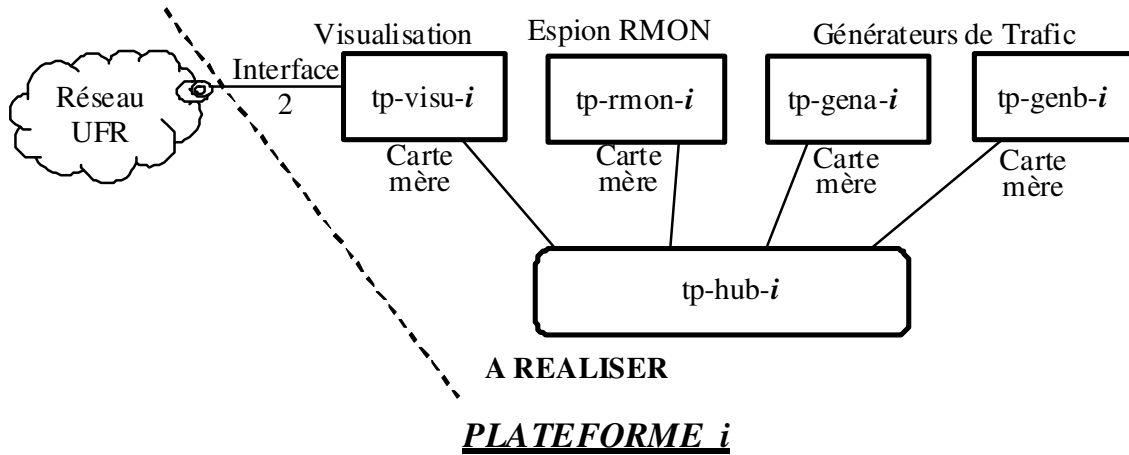 Visualisation
Espion RMON
Générateurs de Trafic
Interface
2
Réseau
UFR
tp-visu-i
tp-rmon-i
tp-gena-i
tp-genb-i
Carte
mère
Carte
mère
Carte
mère
Carte
mère
tp-hub-i
A REALISER
PLATEFORME i